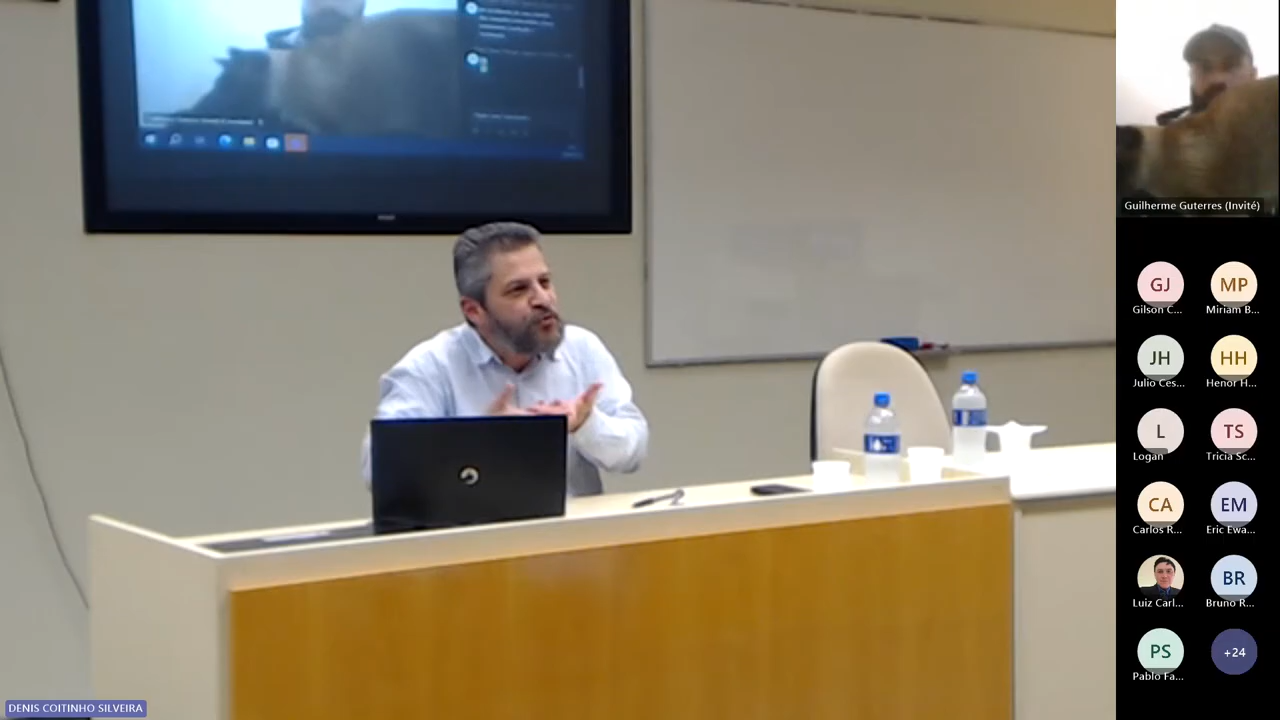 Guilherme Guterres (Invité)
GJ
MP
Gilson C...
Miriam B...
JH
HH
Julio Ces...
Henor H...
L
TS
Logan
Tricia Sc...
CA
EM
Carlos R...
Eric Ewa...
BR
Luiz Carl...
Bruno R...
PS
+24
Pablo Fa...
DENIS COITINHO SILVEIRA